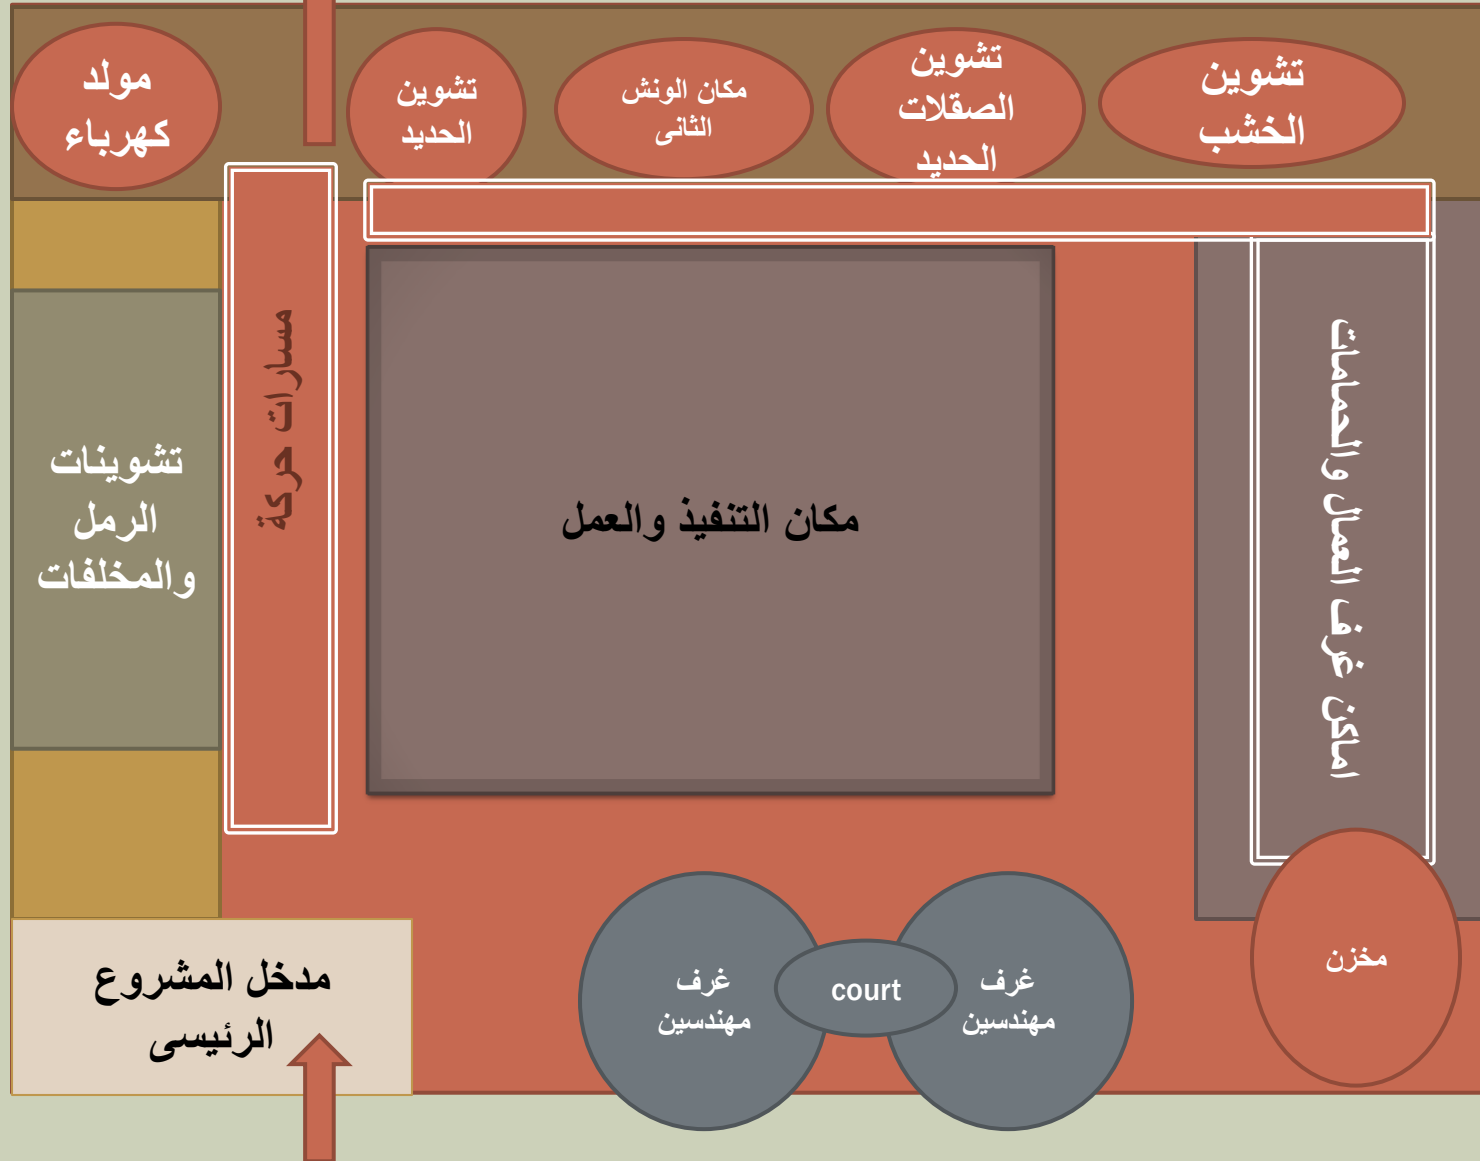 مولد
كهرباء
تشوين
الحديد
مكان الونش
الثانى
تشوين
الصقلات
الحديد
تشوين
الخشب
مسارات حركة
تشوينات
الرمل
والمخلفات
مكان التنفيذ والعمل
اماكن غرف العمال والحمامات
مدخل المشروع
الرئيسى
غرف
مهندسين
court
غرف
مهندسين
مخزن